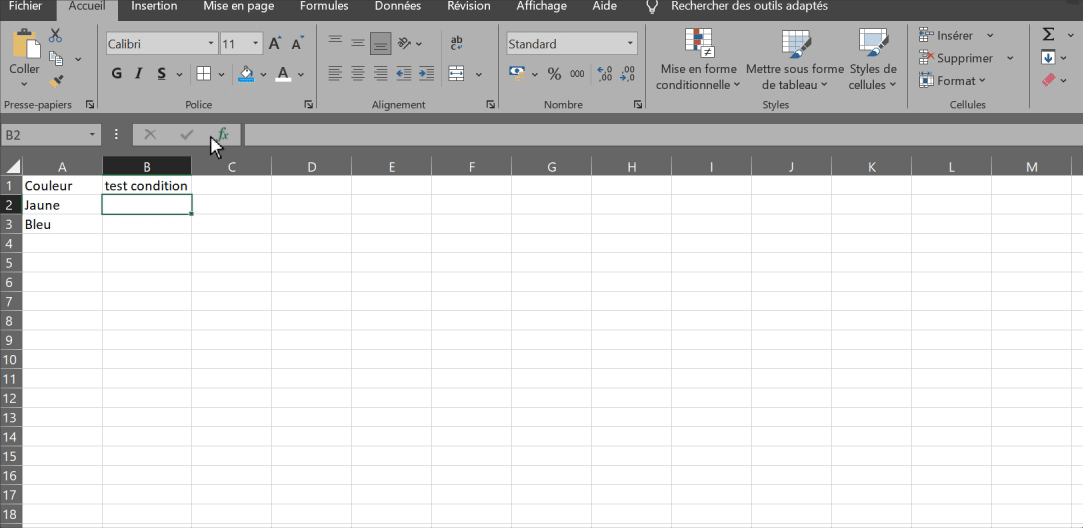 Fichier Accueil Insertion Mise en page Formules Données Révision Affichage Aide Rechercher des outils adaptés
Coller
Presse-papiers
Calibri 11 A A
G I S A
Police
ab
Alignement
Standard
% 000 ,00 ,00
Nombre
Mise en forme
conditionnelle
Mettre sous forme
de tableau
Styles de
cellules
Styles
Insérer
Supprimer
Format
Cellules
Σ
B2 fx
A B C D E F G H I J K L M
1 Couleur test condition
2 Jaune
3 Bleu
4
5
6
7
8
9
10
11
12
13
14
15
16
17
18